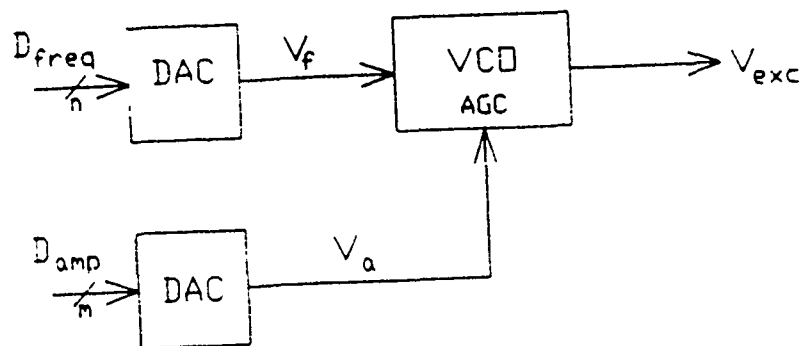 D_freq
n
DAC
V_f
VCO
AGC
V_exc
D_amp
m
DAC
V_a